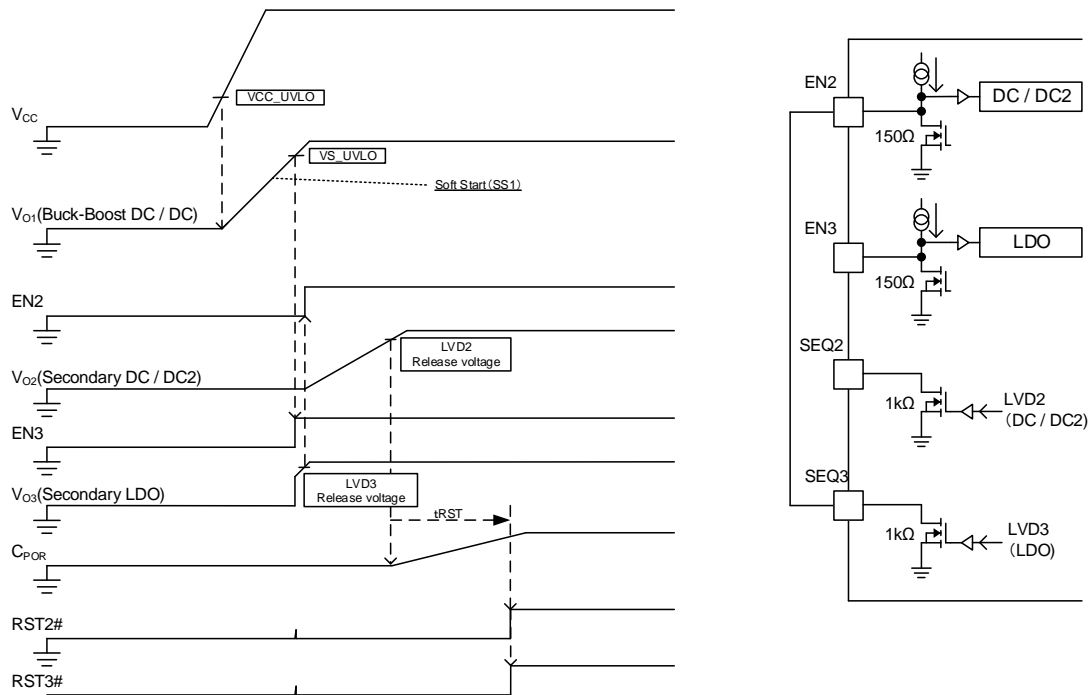 VCC
VCC_UVLO
VS_UVLO
Soft Start(SS1)
VO1(Buck-Boost DC / DC)
EN2
LVD2
Release voltage
VO2(Secondary DC / DC2)
EN3
LVD3
Release voltage
VO3(Secondary LDO)
tRST
CPOR
RST2#
RST3#
EN2
DC / DC2
150Ω
EN3
LDO
150Ω
SEQ2
1kΩ
LVD2
(DC / DC2)
SEQ3
1kΩ
LVD3
(LDO)